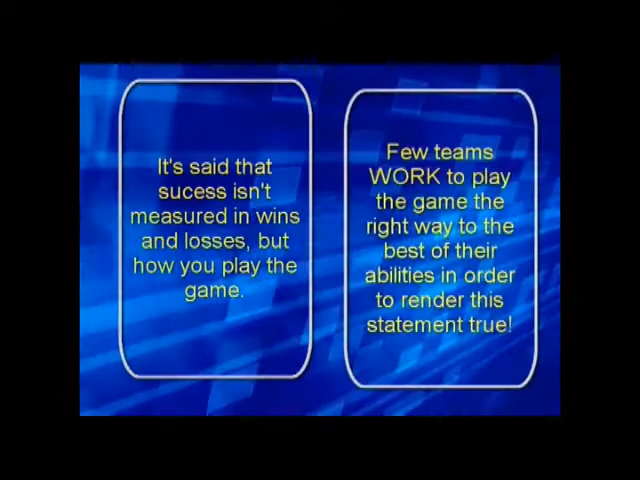 It's said that
sucess isn't
measured in wins
and losses, but
how you play the
game.
Few teams
WORK to play
the game the
right way to the
best of their
abilities in order
to render this
statement true!